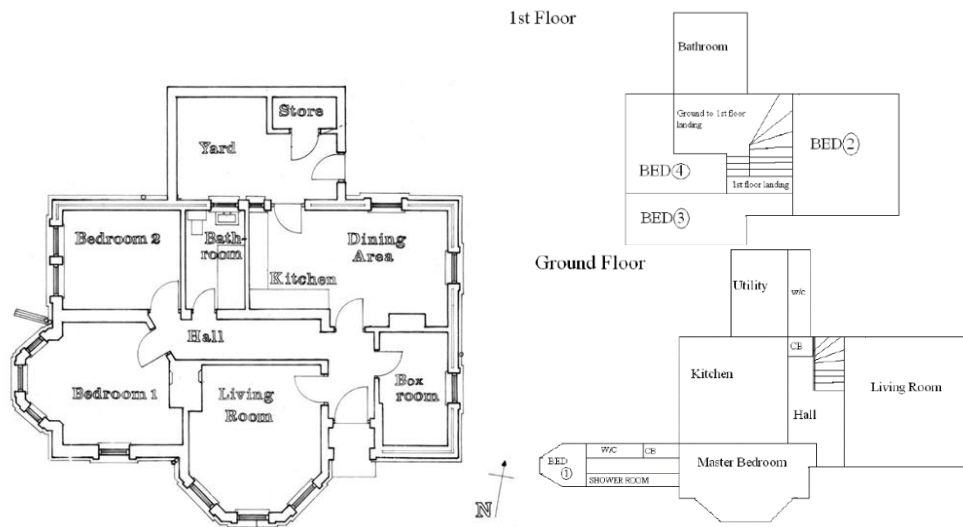 Store
Yard
Bedroom 2
Bath-
room
Dining
Area
Kitchen
Hall
Bedroom 1
Living
Room
Box
room
N
1st Floor
Bathroom
Ground to 1st floor
landing
BED 2
BED 4
1st floor landing
BED 3
Ground Floor
Utility
W/C
CB
Kitchen
Living Room
Hall
W/C
CB
BED
1
Master Bedroom
SHOWER ROOM